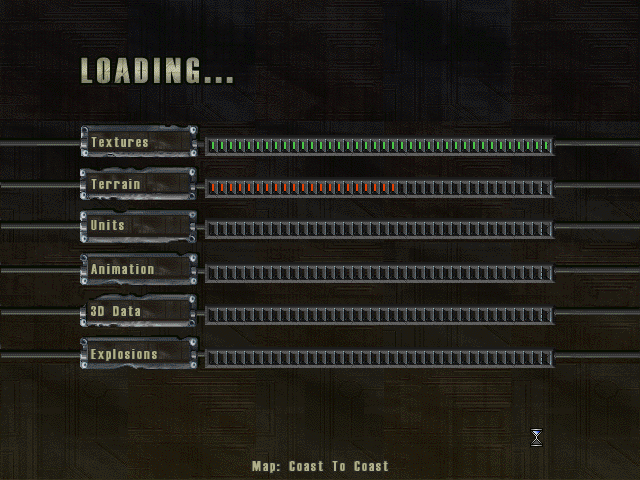 LOADING...
Textures
Terrain
Units
Animation
3D Data
Explosions
Map: Coast To Coast